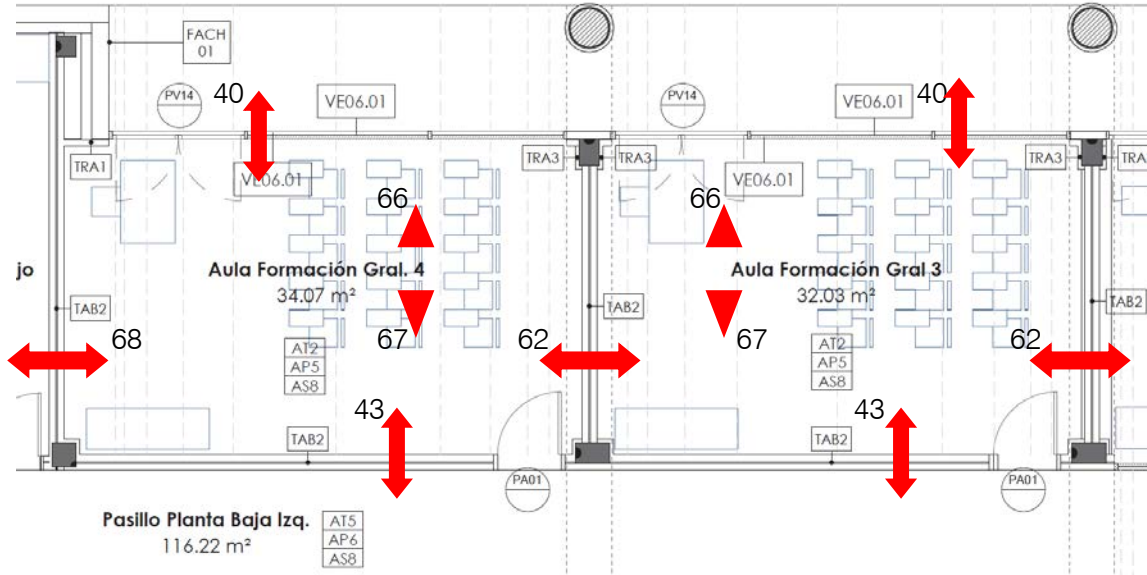 FACH
01
PV14
40
VE06.01
PV14
VE06.01
40
TRA1
VE06.01
TRA3
TRA3
VE06.01
TRA3
TRA
66
66
jo
Aula Formación Gral. 4
34.07 m²
Aula Formación Gral 3
32.03 m²
TAB2
TAB2
TAB2
68
67
62
67
62
AT2
AP5
AS8
AT2
AP5
AS8
43
43
TAB2
TAB2
PA01
PA01
Pasillo Planta Baja Izq.
116.22 m²
AT5
AP6
AS8